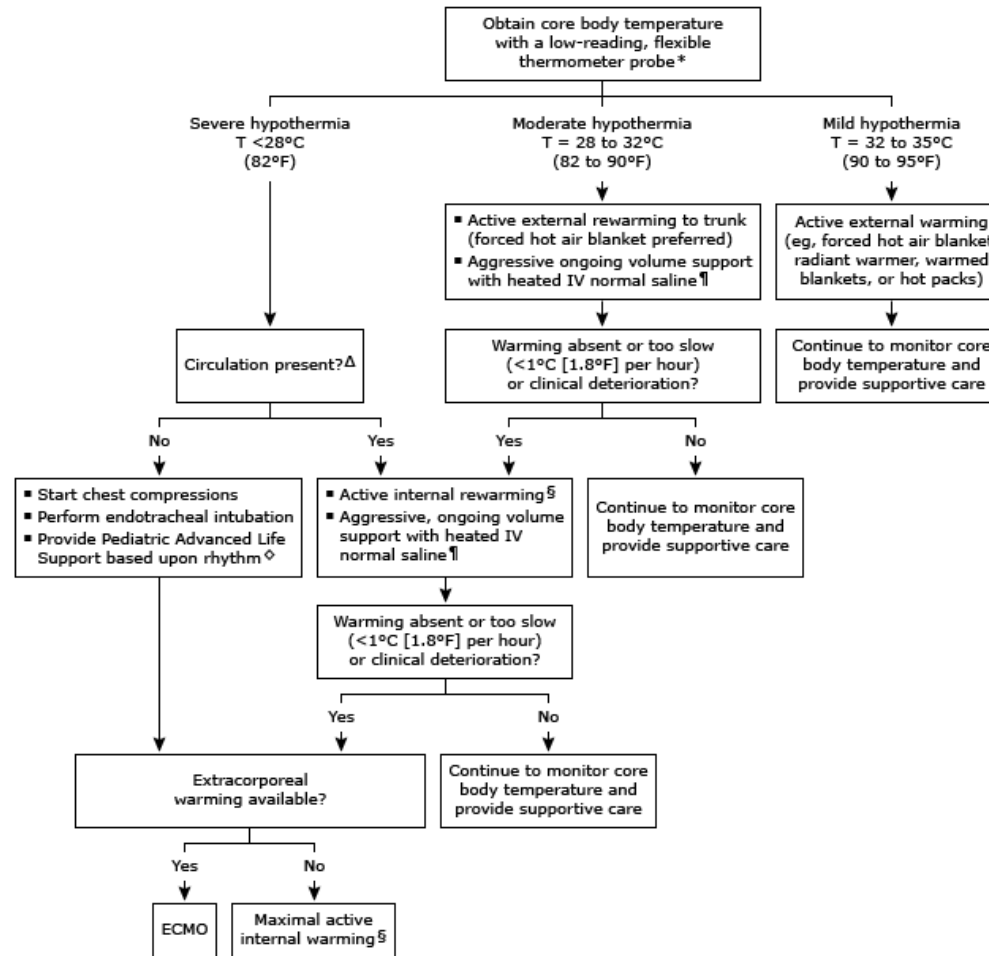 Obtain core body temperature
with a low-reading, flexible
thermometer probe*
Severe hypothermia
T <28°C
(82°F)
Moderate hypothermia
T = 28 to 32°C
(82 to 90°F)
Mild hypothermia
T = 32 to 35°C
(90 to 95°F)
▪ Active external rewarming to trunk
(forced hot air blanket preferred)
▪ Aggressive ongoing volume support
with heated IV normal saline¶
Active external warming
(eg, forced hot air blanket
radiant warmer, warmed
blankets, or hot packs)
Circulation present?Δ
Warming absent or too slow
(<1°C [1.8°F] per hour)
or clinical deterioration?
Continue to monitor core
body temperature and
provide supportive care
No
Yes
Yes
No
▪ Start chest compressions
▪ Perform endotracheal intubation
▪ Provide Pediatric Advanced Life
Support based upon rhythm◇
▪ Active internal rewarming§
▪ Aggressive, ongoing volume
support with heated IV
normal saline¶
Continue to monitor core
body temperature and
provide supportive care
Warming absent or too slow
(<1°C [1.8°F] per hour)
or clinical deterioration?
Yes
No
Extracorporeal
warming available?
Continue to monitor core
body temperature and
provide supportive care
Yes
No
ECMO
Maximal active
internal warming§